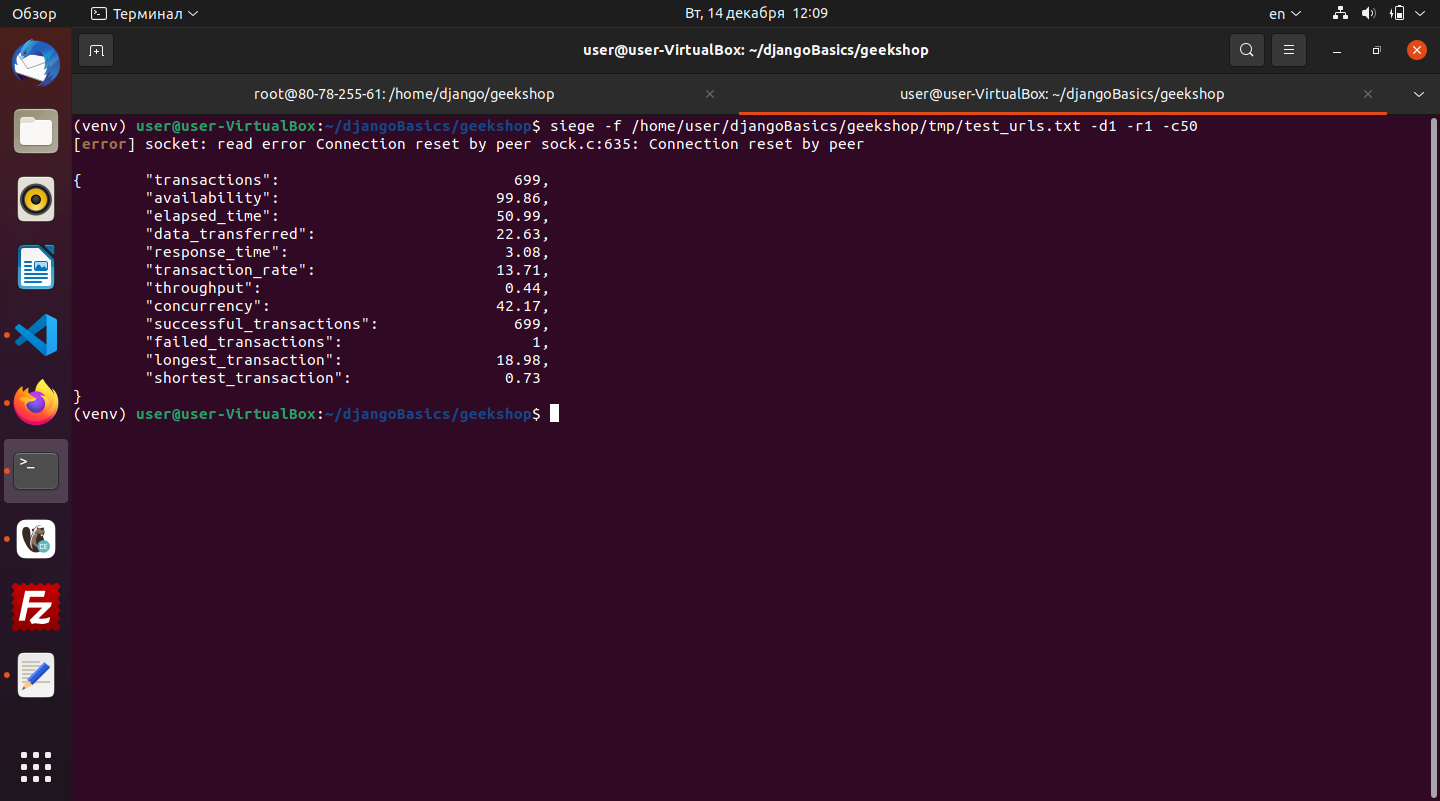 Обзор
Терминал
Вт, 14 декабря 12:09
en
user@user-VirtualBox: ~/djangoBasics/geekshop
root@80-78-255-61: /home/django/geekshop
user@user-VirtualBox: ~/djangoBasics/geekshop
(venv) user@user-VirtualBox:~/djangoBasics/geekshop$ siege -f /home/user/djangoBasics/geekshop/tmp/test_urls.txt -d1 -r1 -c50
[error] socket: read error Connection reset by peer sock.c:635: Connection reset by peer
{ "transactions": 699,
"availability": 99.86,
"elapsed_time": 50.99,
"data_transferred": 22.63,
"response_time": 3.08,
"transaction_rate": 13.71,
"throughput": 0.44,
"concurrency": 42.17,
"successful_transactions": 699,
"failed_transactions": 1,
"longest_transaction": 18.98,
"shortest_transaction": 0.73
}
(venv) user@user-VirtualBox:~/djangoBasics/geekshop$
>_
CE
FZ